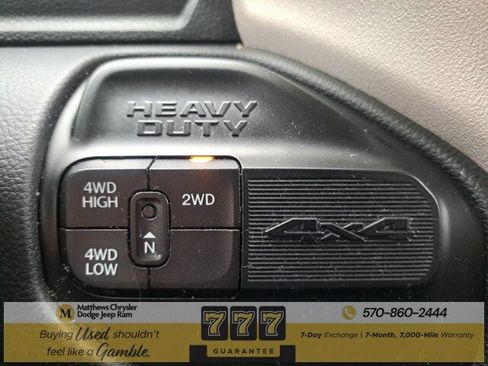 HEAVY
DUTY
4WD
HIGH
2WD
N
4WD
LOW
4x4
M
Matthews Chrysler
Dodge Jeep Ram
Buying Used shouldn't
feel like a Gamble.
777
GUARANTEE
570-860-2444
7-Day Exchange | 7-Month, 7,000-Mile Warranty